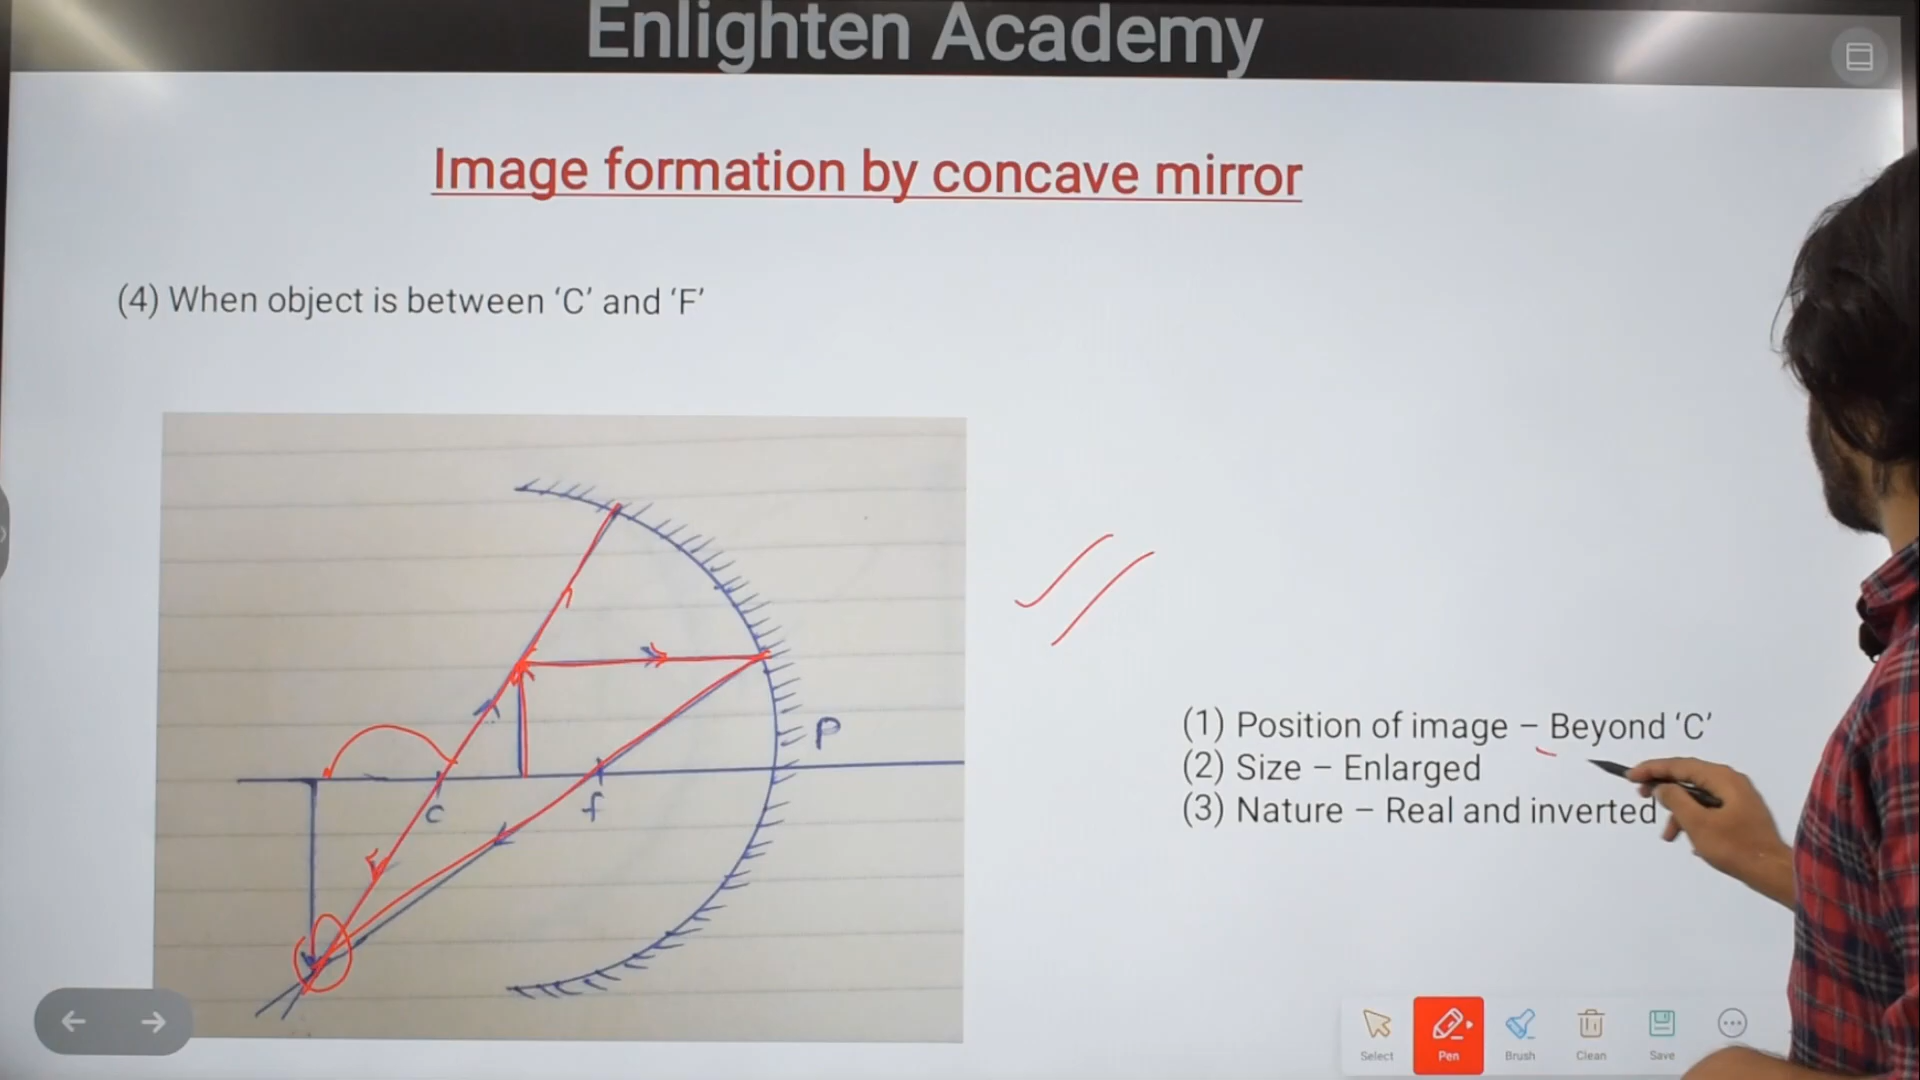 Enlighten Academy
Image formation by concave mirror
(4) When object is between ‘C’ and ‘F’
P
c
f
(1) Position of image – Beyond ‘C’
(2) Size – Enlarged
(3) Nature – Real and inverted
Select
Pen
Brush
Clean
Save